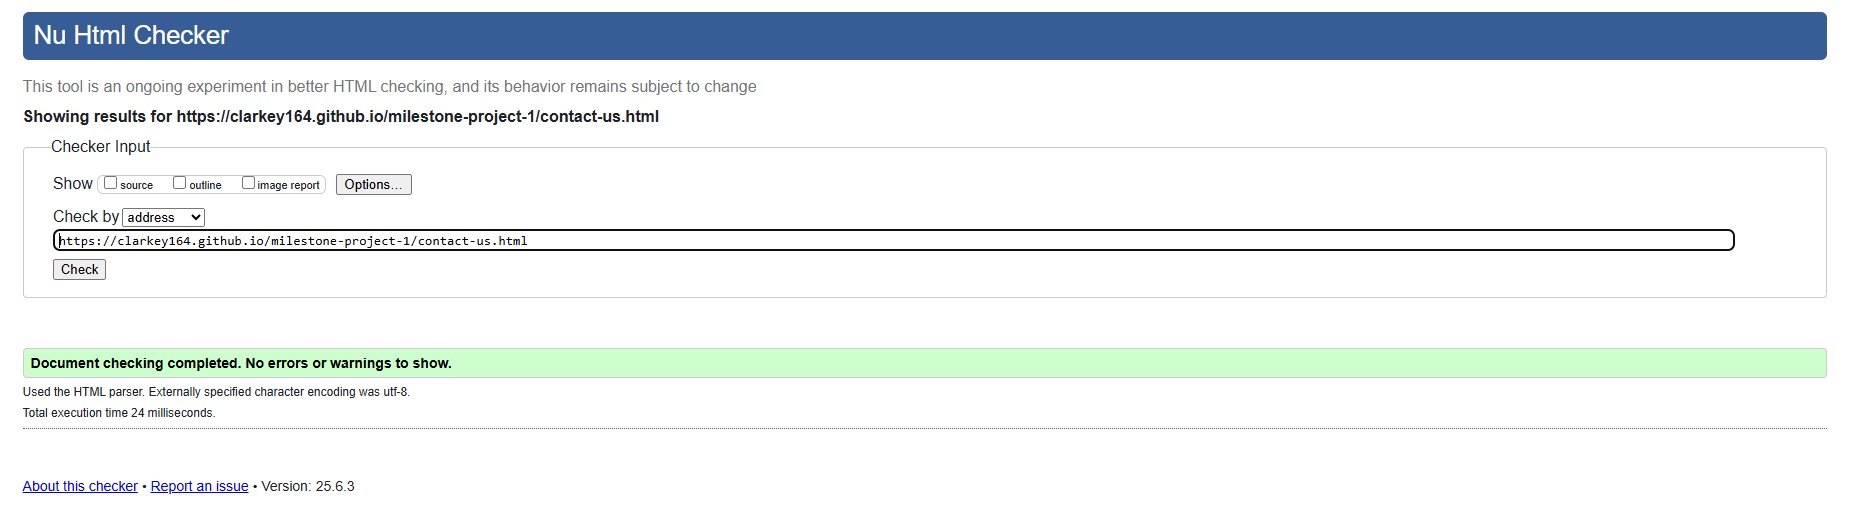 Nu Html Checker
This tool is an ongoing experiment in better HTML checking, and its behavior remains subject to change
Showing results for https://clarkey164.github.io/milestone-project-1/contact-us.html
Checker Input
Show source outline image report Options...
Check by address
https://clarkey164.github.io/milestone-project-1/contact-us.html
Check
Document checking completed. No errors or warnings to show.
Used the HTML parser. Externally specified character encoding was utf-8.
Total execution time 24 milliseconds.
About this checker • Report an issue • Version: 25.6.3